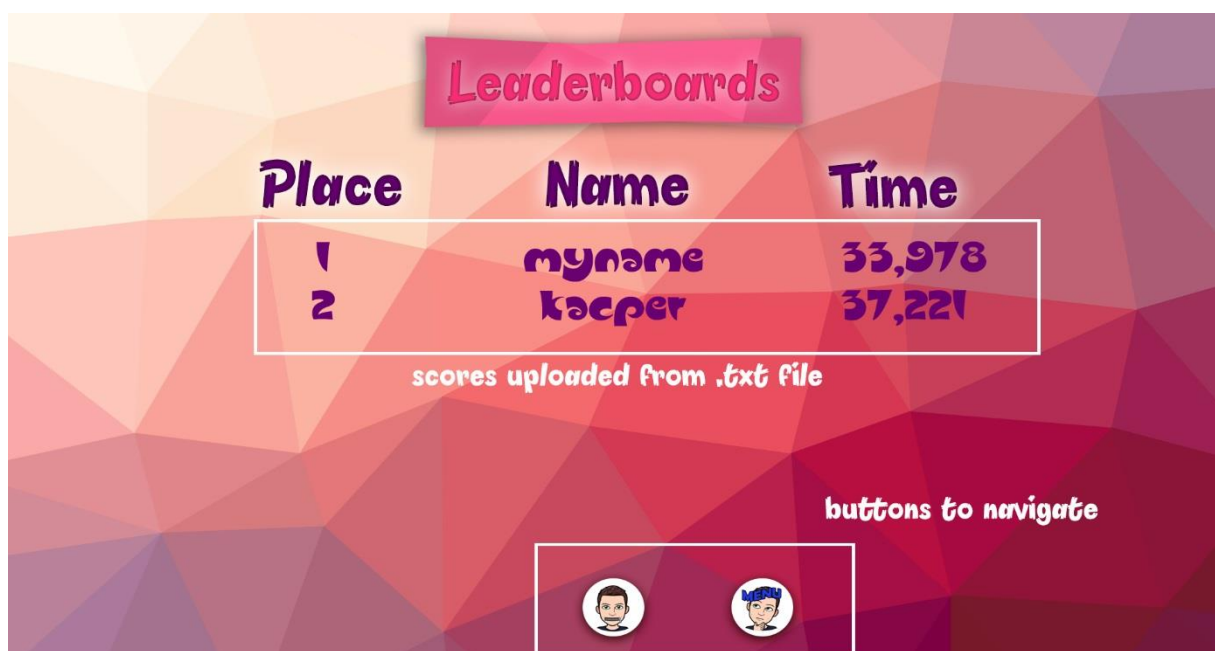 Leaderboards
Place Name Time
1 myname 33,978
2 kacper 37,221
scores uploaded from .txt file
buttons to navigate
MENU